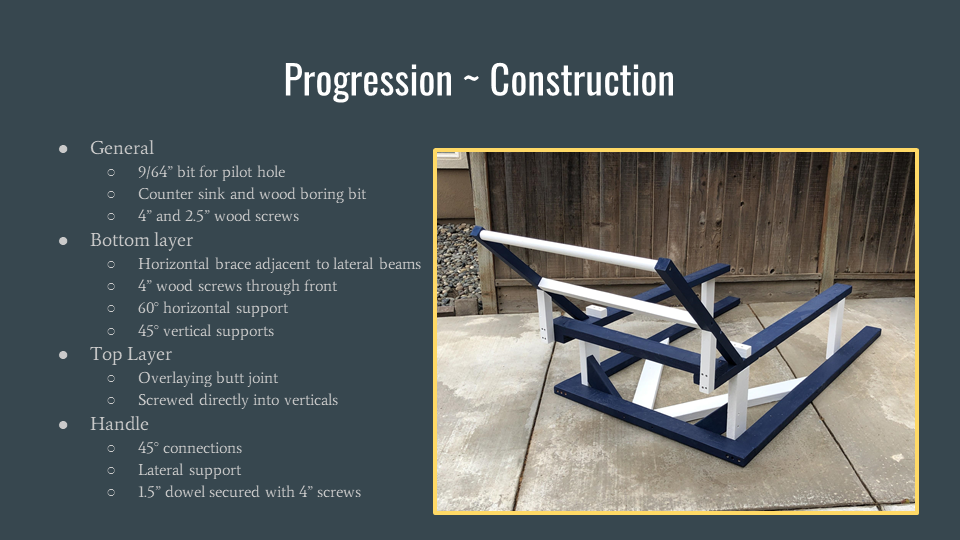 Progression ~ Construction
● General
○ 9/64” bit for pilot hole
○ Counter sink and wood boring bit
○ 4” and 2.5” wood screws
● Bottom layer
○ Horizontal brace adjacent to lateral beams
○ 4” wood screws through front
○ 60° horizontal support
○ 45° vertical supports
● Top Layer
○ Overlaying butt joint
○ Screwed directly into verticals
● Handle
○ 45° connections
○ Lateral support
○ 1.5” dowel secured with 4” screws